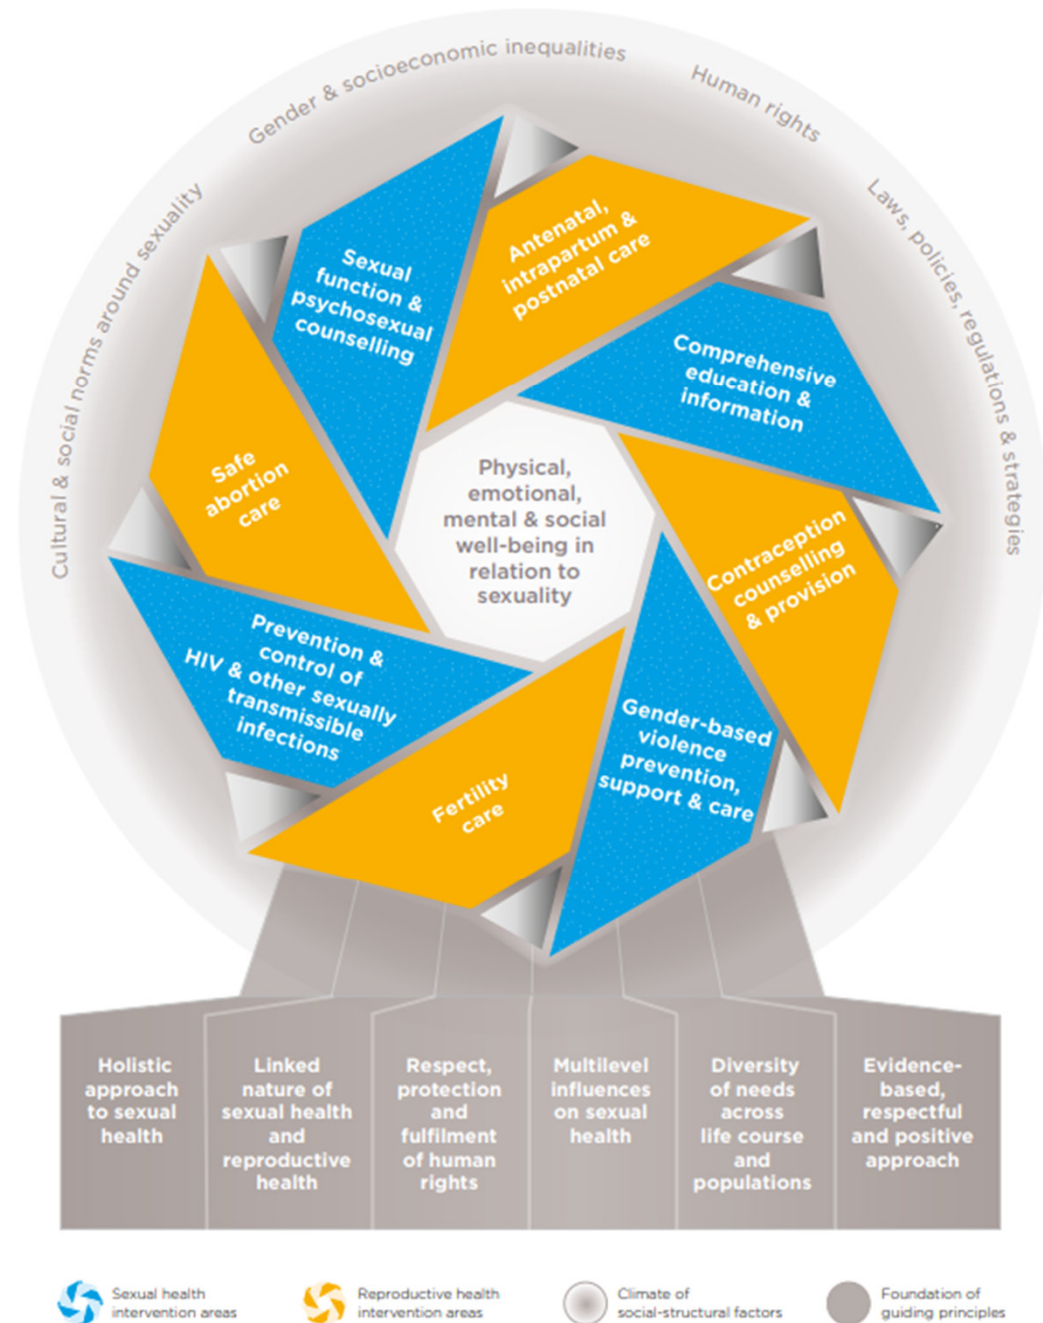 Gender & socioeconomic inequalities
Human rights
Cultural & social norms around sexuality
Laws, policies, regulations & strategies
Sexual
function &
psychosexual
counselling
Antenatal,
intrapartum &
postnatal care
Comprehensive
education &
information
Safe
abortion
care
Physical,
emotional,
mental & social
well-being in
relation to
sexuality
Contraception
counselling
& provision
Prevention &
control of
HIV & other sexually
transmissible
infections
Fertility
care
Gender-based
violence
prevention,
support & care
Holistic
approach
to sexual
health
Linked
nature of
sexual health
and
reproductive
health
Respect,
protection
and
fulfilment
of human
rights
Multilevel
influences
on sexual
health
Diversity
of needs
across
life course
and
populations
Evidence-
based,
respectful
and positive
approach
Sexual health
intervention areas
Reproductive health
intervention areas
Climate of
social-structural factors
Foundation of
guiding principles